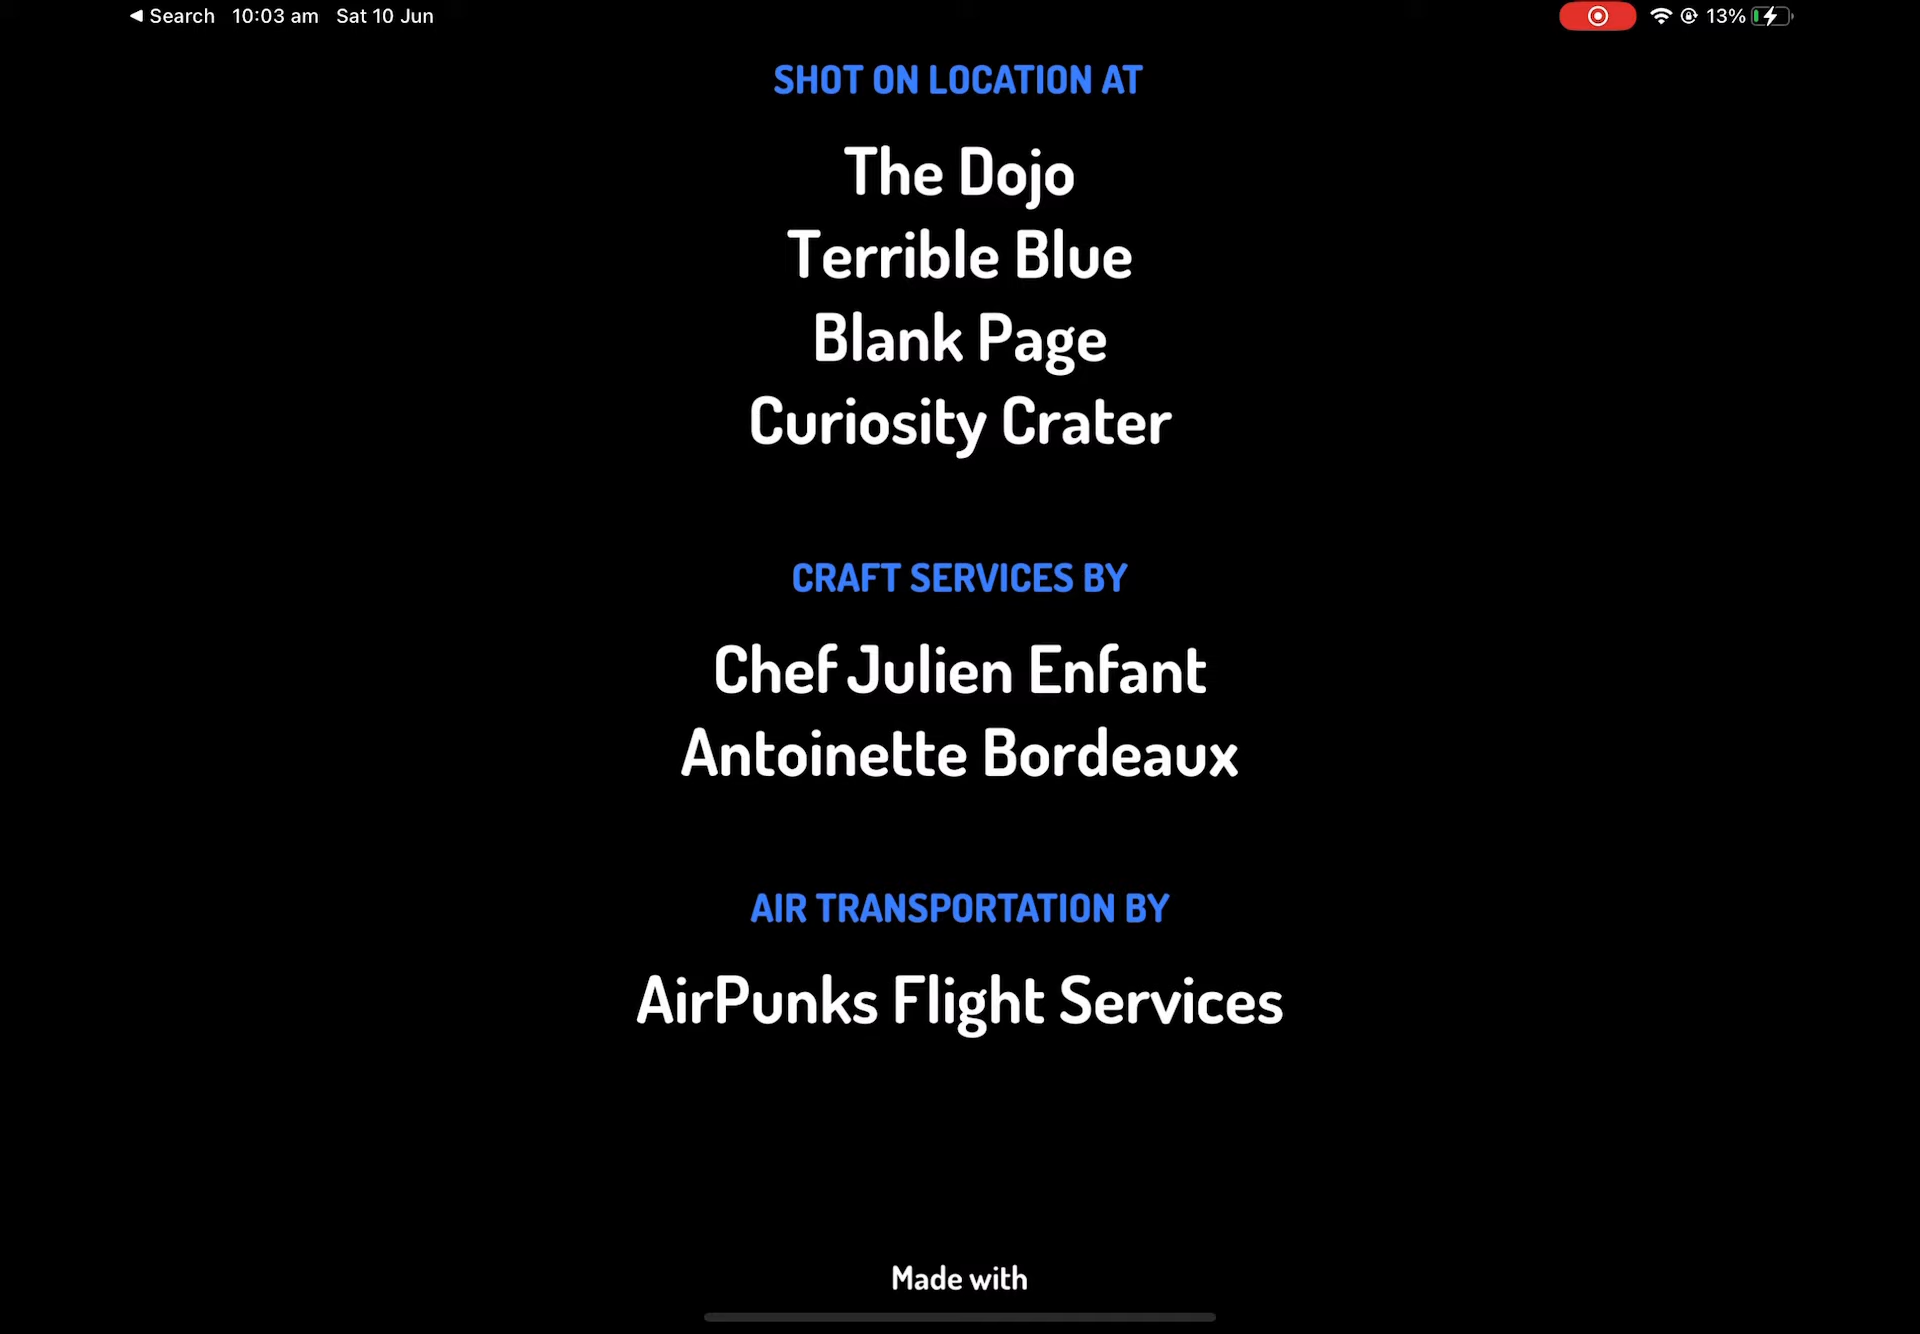 ◀ Search 10:03 am Sat 10 Jun 13%
SHOT ON LOCATION AT
The Dojo
Terrible Blue
Blank Page
Curiosity Crater
CRAFT SERVICES BY
Chef Julien Enfant
Antoinette Bordeaux
AIR TRANSPORTATION BY
AirPunks Flight Services
Made with